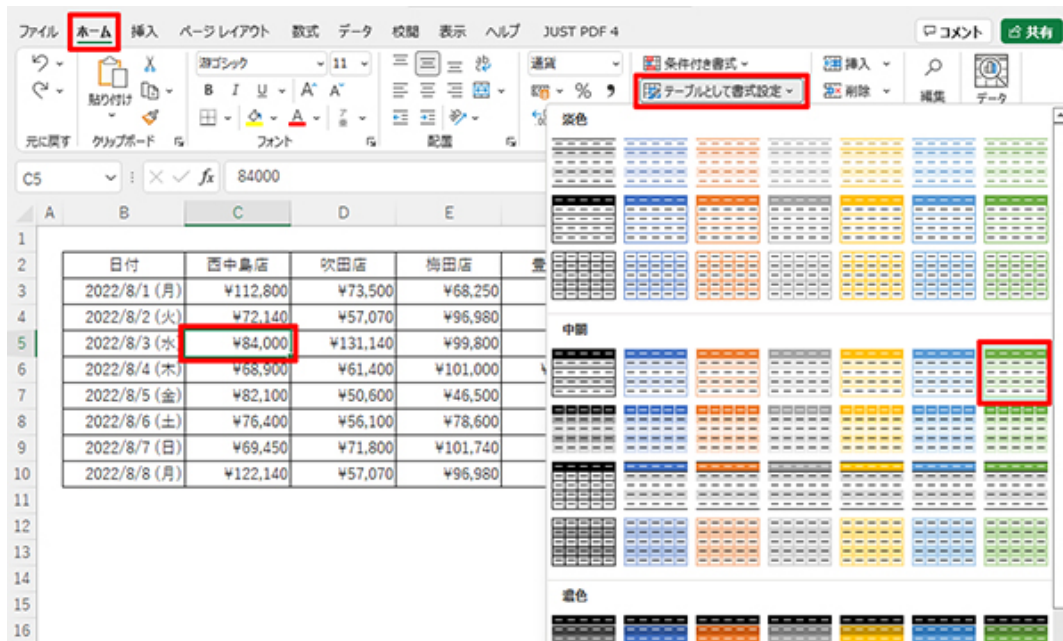 ファイル ホーム 挿入 ページ レイアウト 数式 データ 校閲 表示 ヘルプ JUST PDF 4 コメント 共有
游ゴシック 11 通貨 条件付き書式 挿入
貼り付け B I U A A % 9 テーブルとして書式設定 削除 編集 データ
元に戻す クリップボード フォント 配置
淡色
C5 fx 84000
A B C D E
1
2 日付 西中島店 吹田店 梅田店
3 2022/8/1 (月) ¥112,800 ¥73,500 ¥68,250
4 2022/8/2 (火) ¥72,140 ¥57,070 ¥96,980
5 2022/8/3 (水 ¥84,000 ¥131,140 ¥99,800
6 2022/8/4 (木) ¥68,900 ¥61,400 ¥101,000
7 2022/8/5 (金) ¥82,100 ¥50,600 ¥46,500
8 2022/8/6 (土) ¥76,400 ¥56,100 ¥78,600
9 2022/8/7 (日) ¥69,450 ¥71,800 ¥101,740
10 2022/8/8 (月) ¥122,140 ¥57,070 ¥96,980
11
12
13
14
15
16
中間
濃色